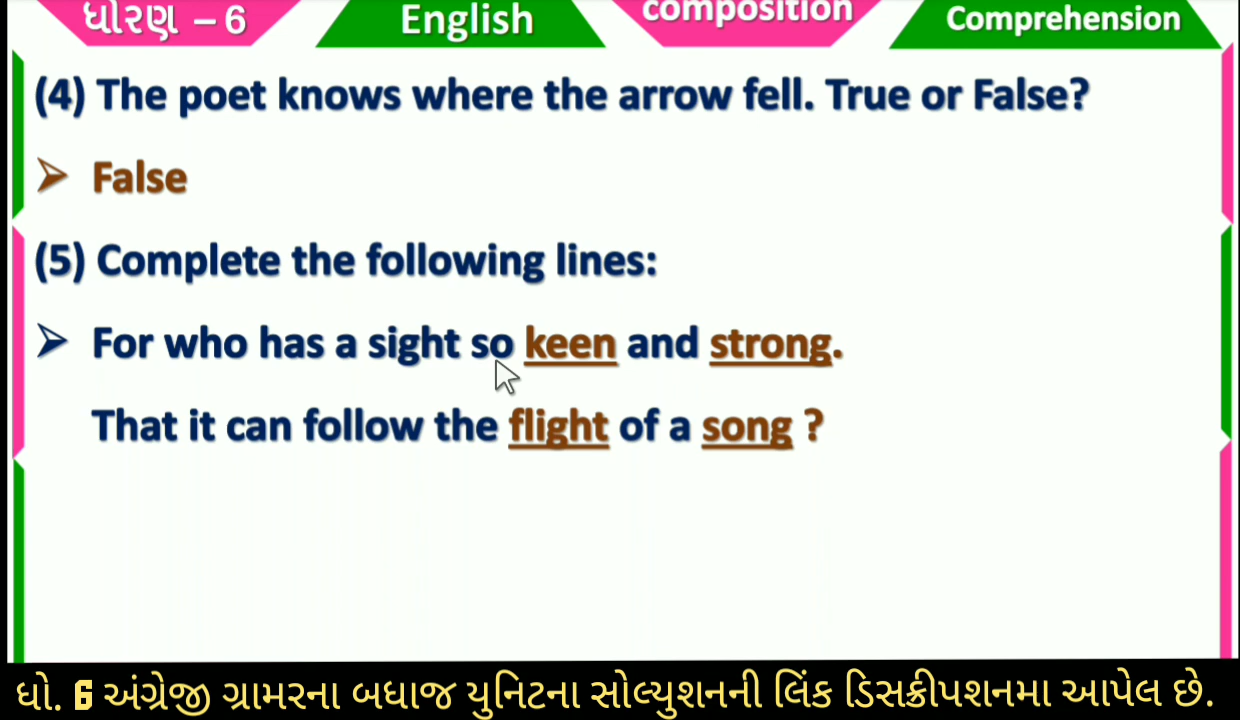 ધોરણ – 6
English
composition
Comprehension
(4) The poet knows where the arrow fell. True or False?
➢ False
(5) Complete the following lines:
➢ For who has a sight so keen and strong.
That it can follow the flight of a song ?
ધો. 6 અંગ્રેજી ગ્રામરના બધાજ યુનિટના સોલ્યુશનની લિંક ડિસક્રીપશનમા આપેલ છે.